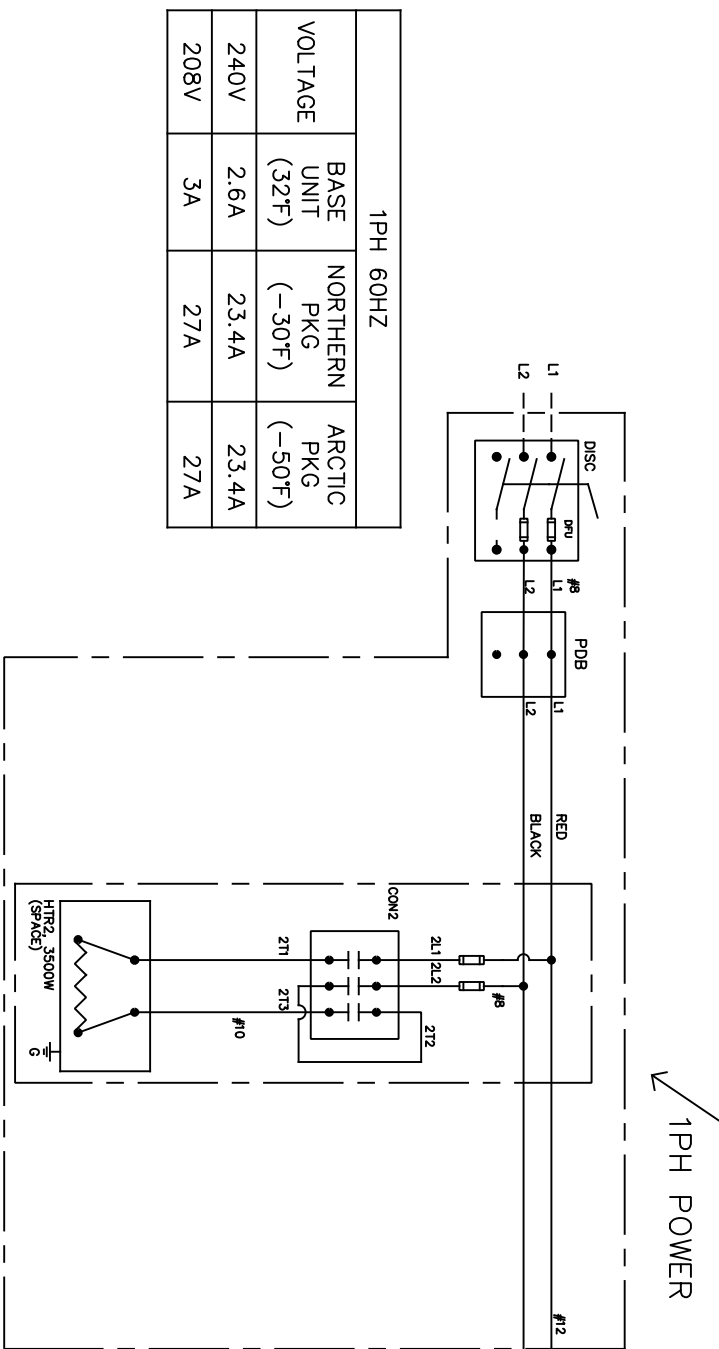 1PH POWER
L1
L2
DISC
DFU
#8
L1
L2
PDB
L1
L2
RED
BLACK
#12
CON2
2L1
2L2
#8
2T1
2T3
2T2
#10
HTR2, 3500W
(SPACE)
G
1PH 60HZ
VOLTAGE
BASE UNIT (32°F)
NORTHERN PKG (-30°F)
ARCTIC PKG (-50°F)
240V 2.6A 23.4A 23.4A
208V 3A 27A 27A